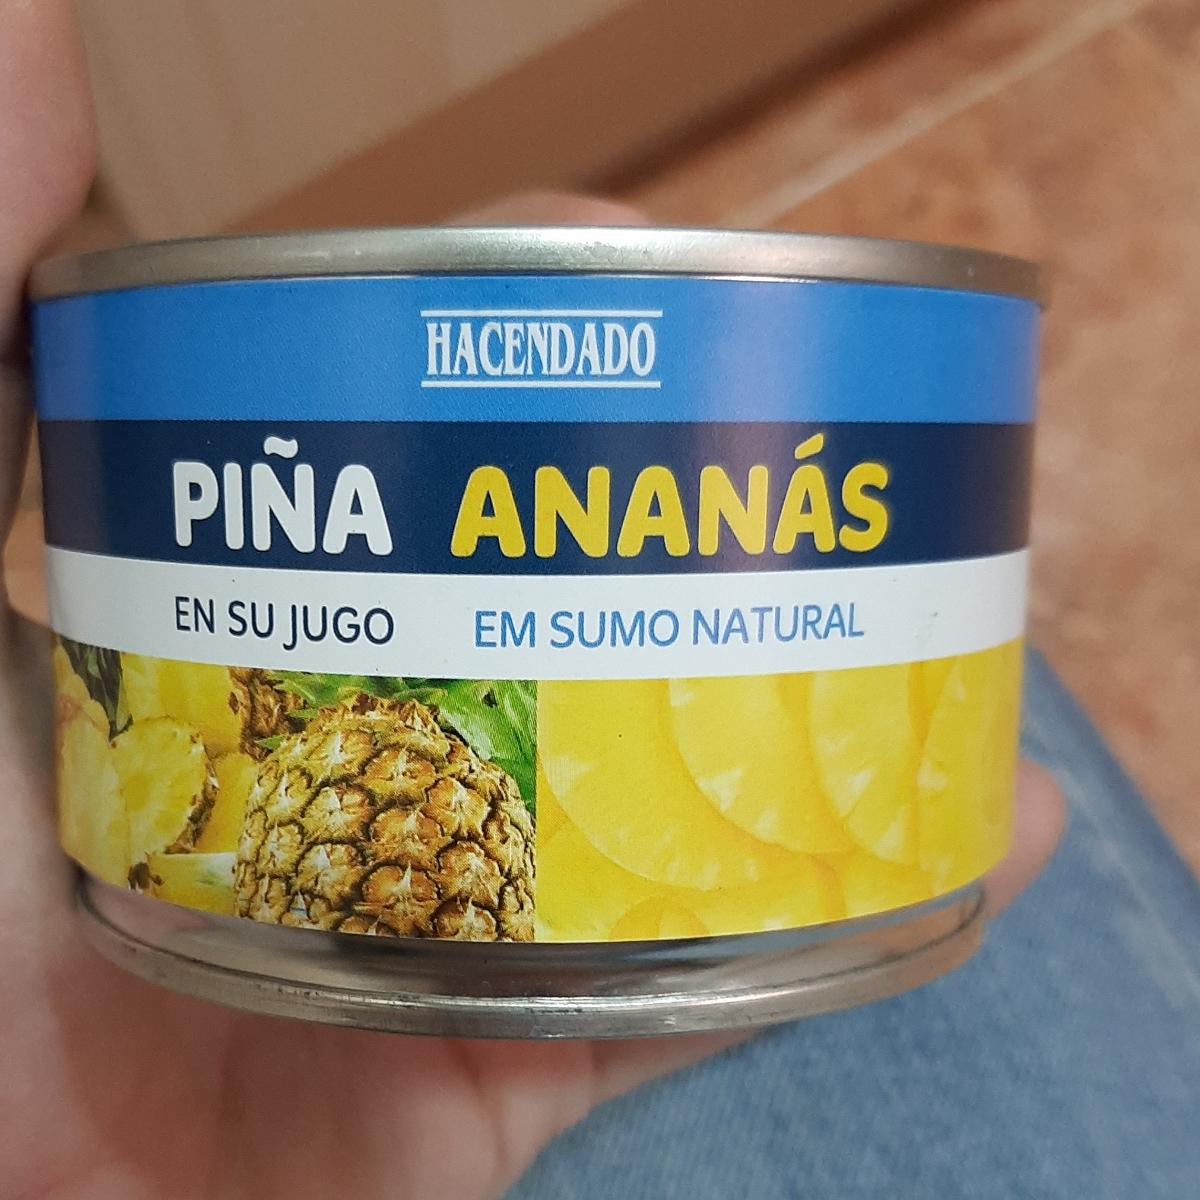 HACENDADO
PIÑA ANANÁS
EN SU JUGO EM SUMO NATURAL